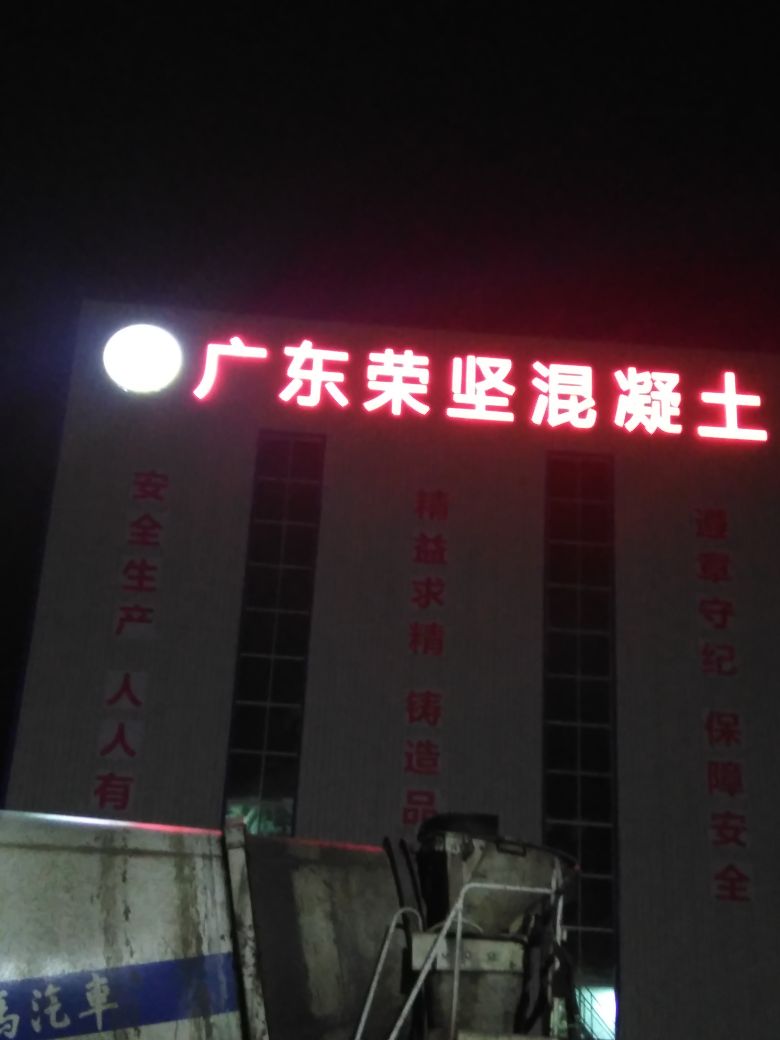 广东荣坚混凝土
安全生产 人人有
精益求精 铸造品
遵章守纪 保障安全
汽車